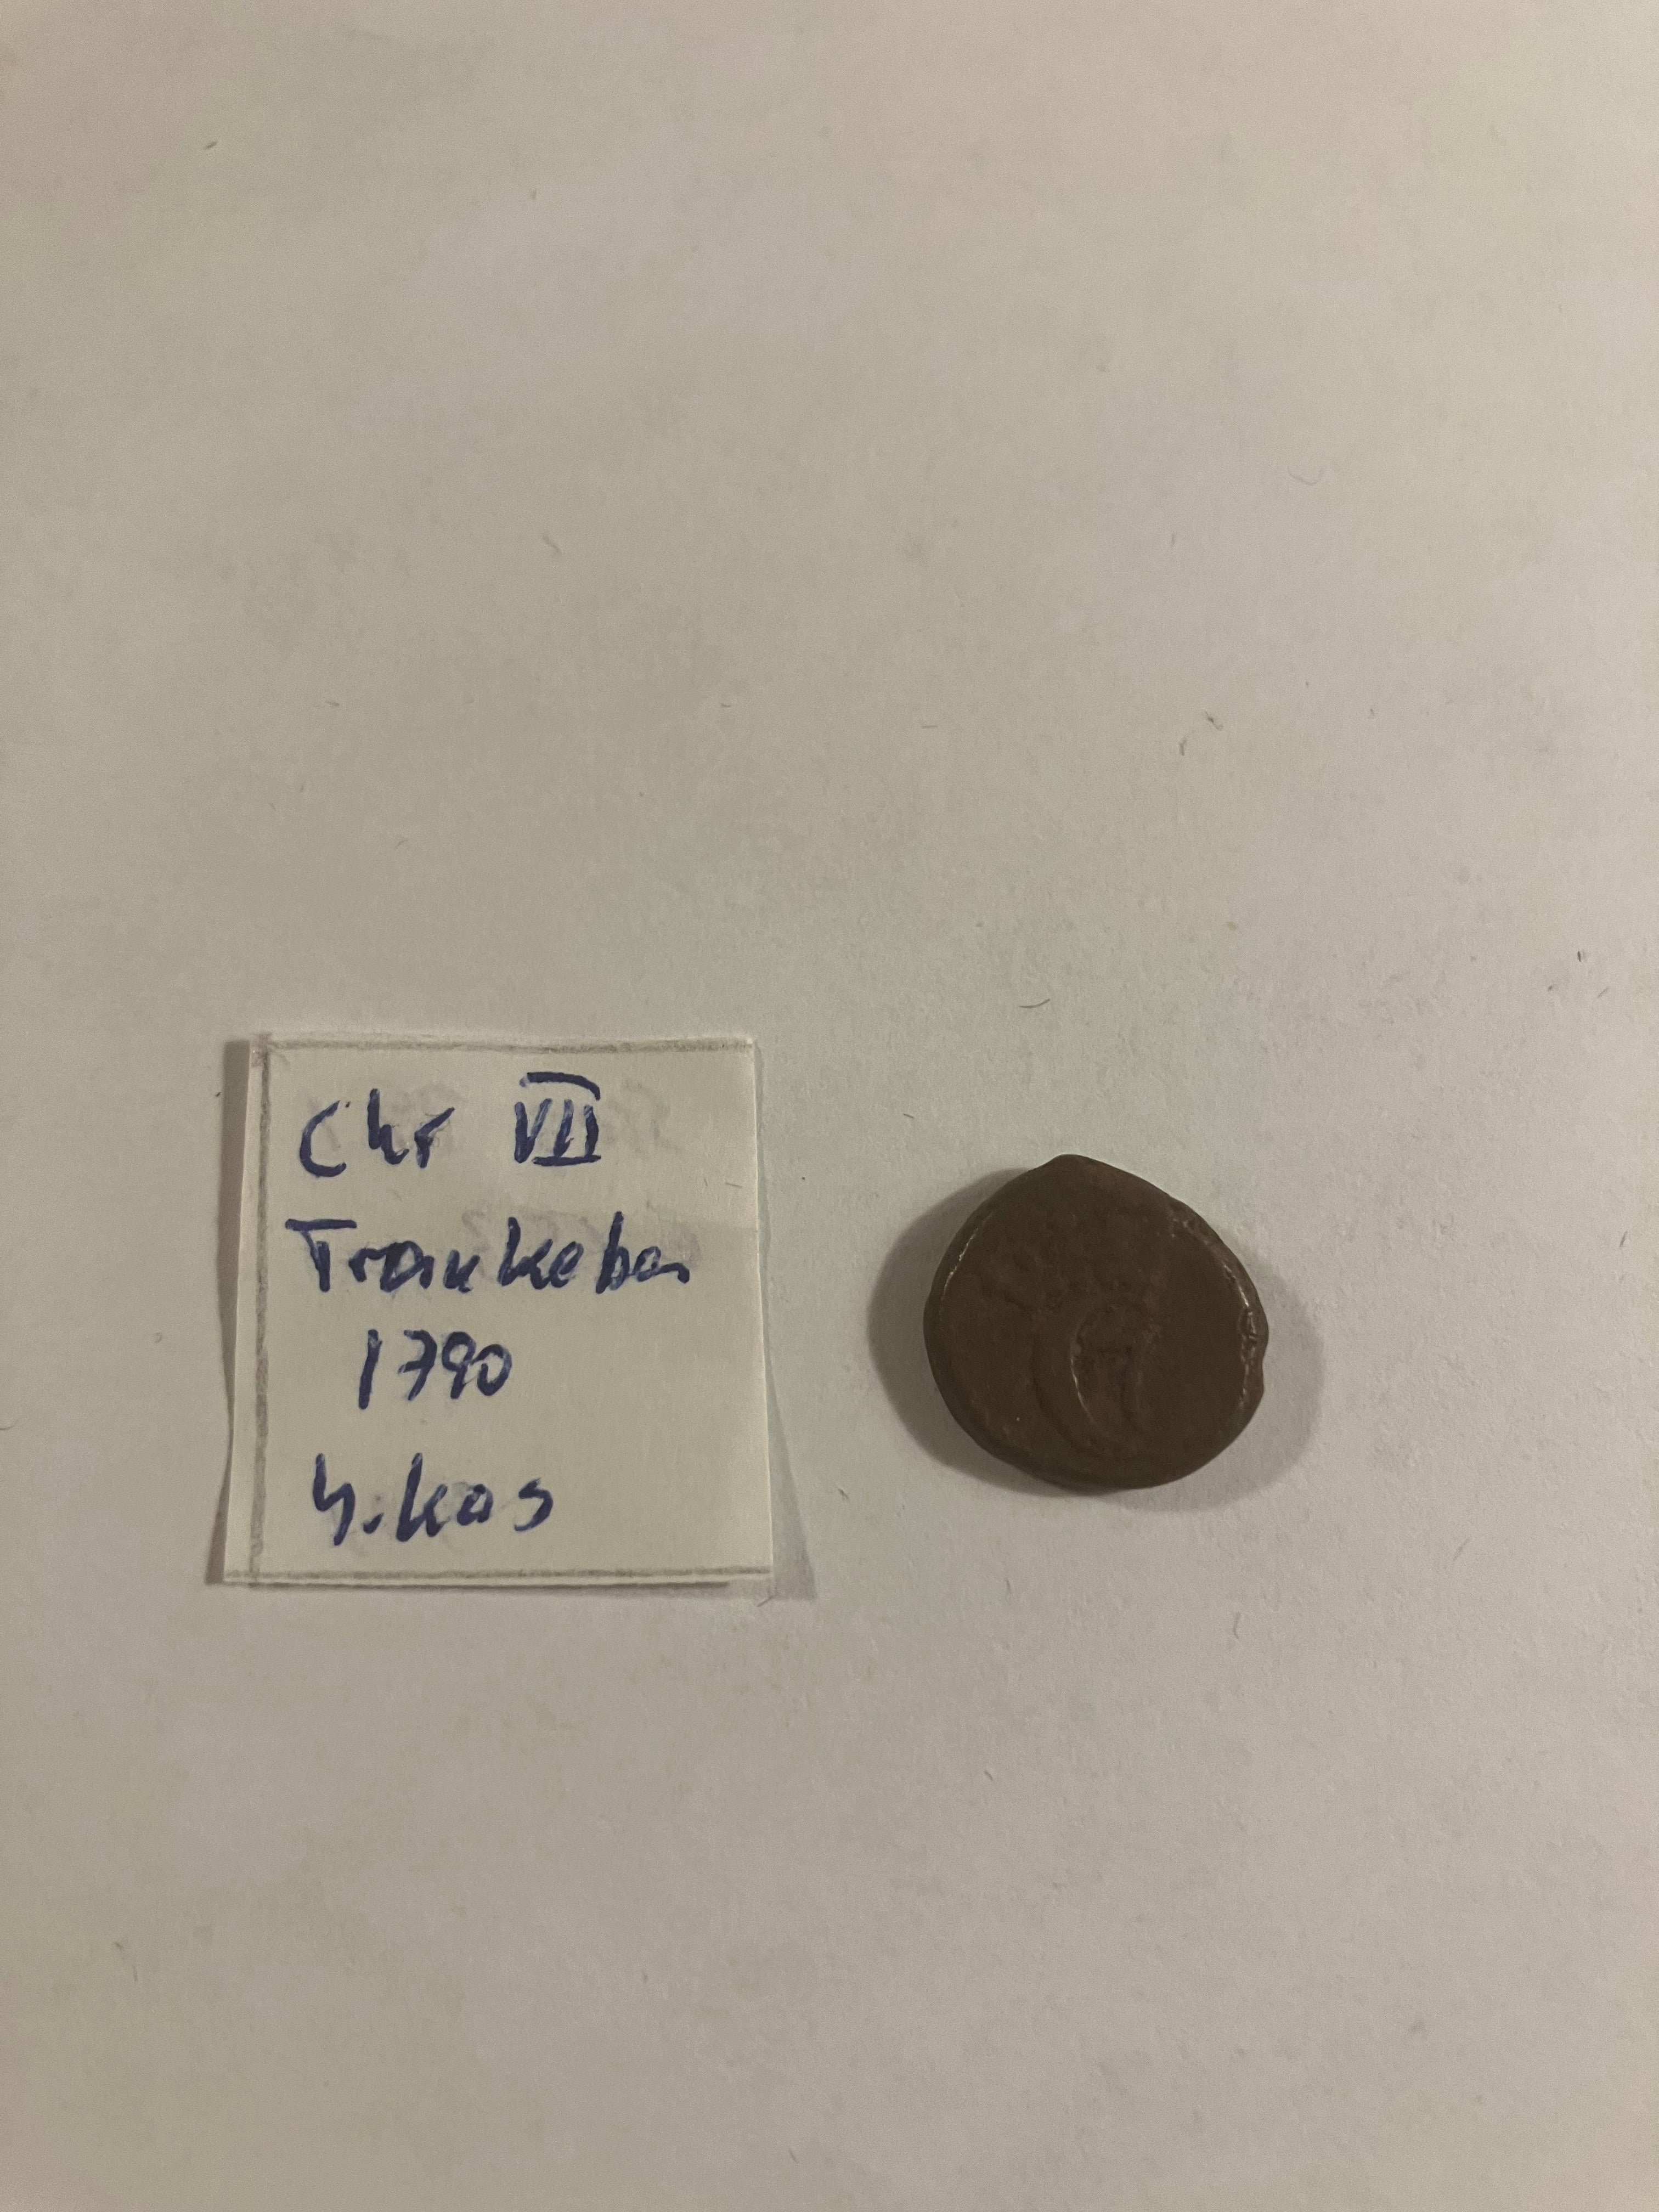 Chr VII
Trankebar
1790
4.kas